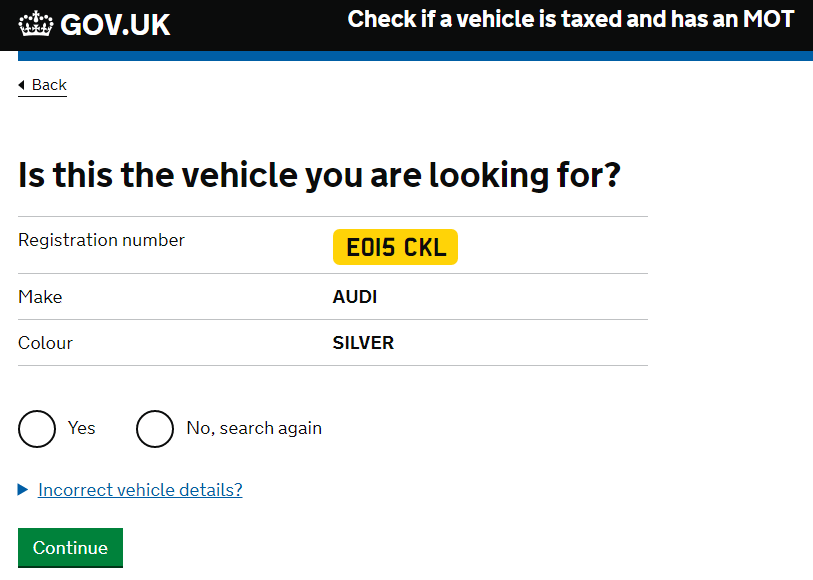 GOV.UK
Check if a vehicle is taxed and has an MOT
Back
Is this the vehicle you are looking for?
Registration number EO15 CKL
Make AUDI
Colour SILVER
Yes No, search again
Incorrect vehicle details?
Continue